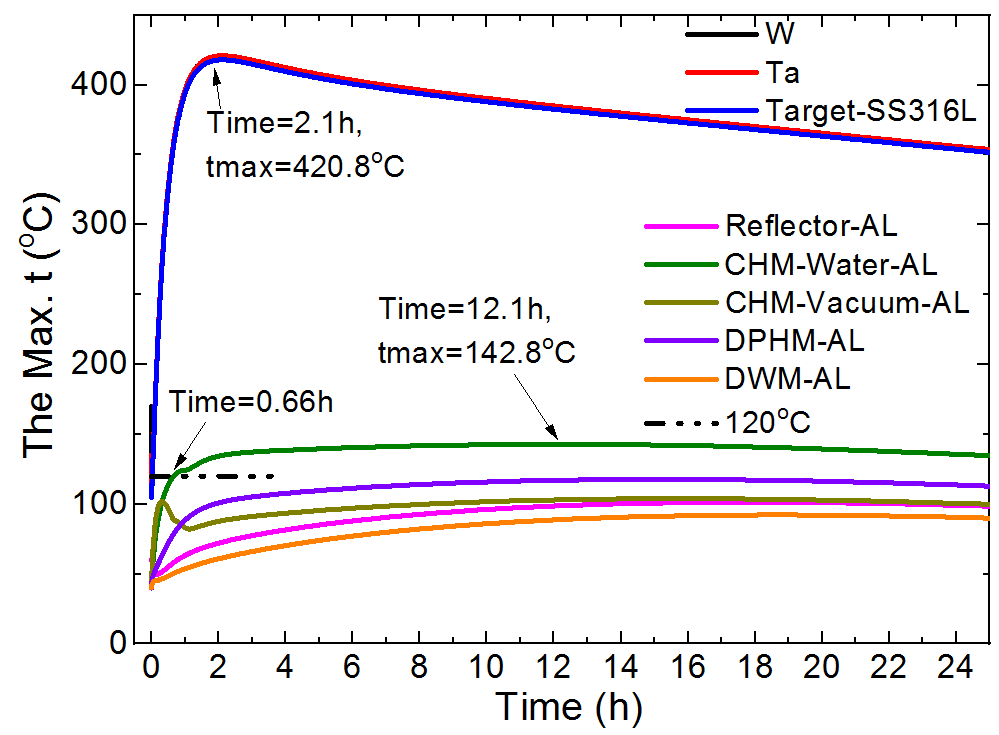 W
Ta
Target-SS316L
Time=2.1h,
tmax=420.8°C
Reflector-AL
CHM-Water-AL
CHM-Vacuum-AL
DPHM-AL
DWM-AL
120°C
Time=12.1h,
tmax=142.8°C
Time=0.66h
The Max. t (°C)
400
300
200
100
0
0 2 4 6 8 10 12 14 16 18 20 22 24
Time (h)